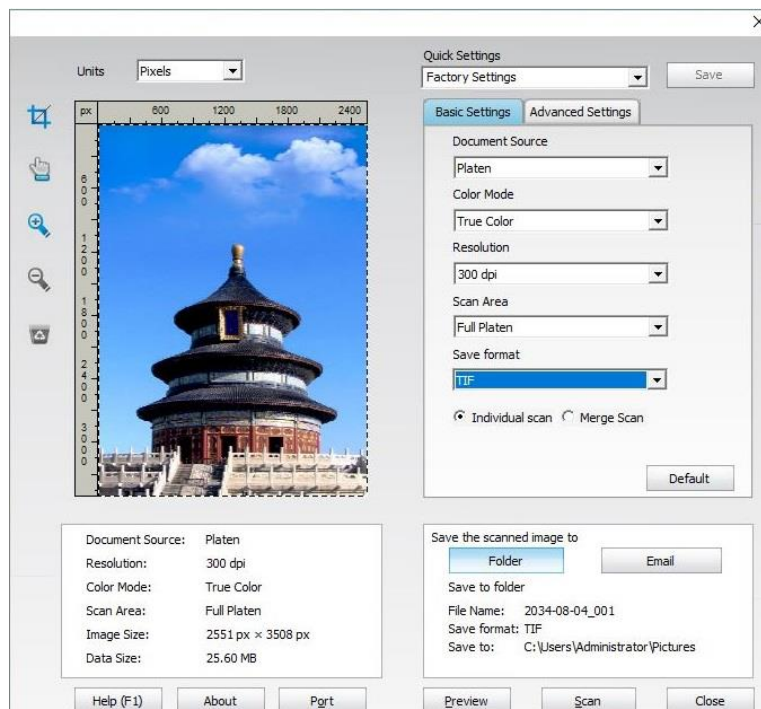 Units Pixels
px 600 1200 1800 2400
600
1200
1800
2400
3000
Quick Settings
Factory Settings Save
Basic Settings Advanced Settings
Document Source
Platen
Color Mode
True Color
Resolution
300 dpi
Scan Area
Full Platen
Save format
TIF
Individual scan Merge Scan
Default
Document Source: Platen
Resolution: 300 dpi
Color Mode: True Color
Scan Area: Full Platen
Image Size: 2551 px × 3508 px
Data Size: 25.60 MB
Save the scanned image to
Folder Email
Save to folder
File Name: 2034-08-04_001
Save format: TIF
Save to: C:\Users\Administrator\Pictures
Help (F1) About Port Preview Scan Close